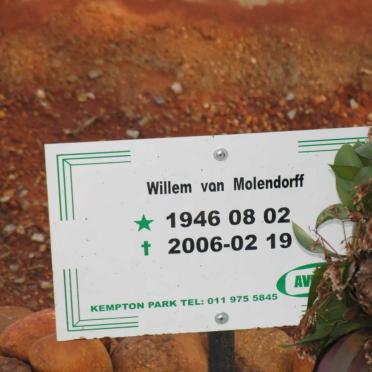 Willem van Molendorff
★ 1946 08 02
✝ 2006-02 19
KEMPTON PARK TEL: 011 975 5845